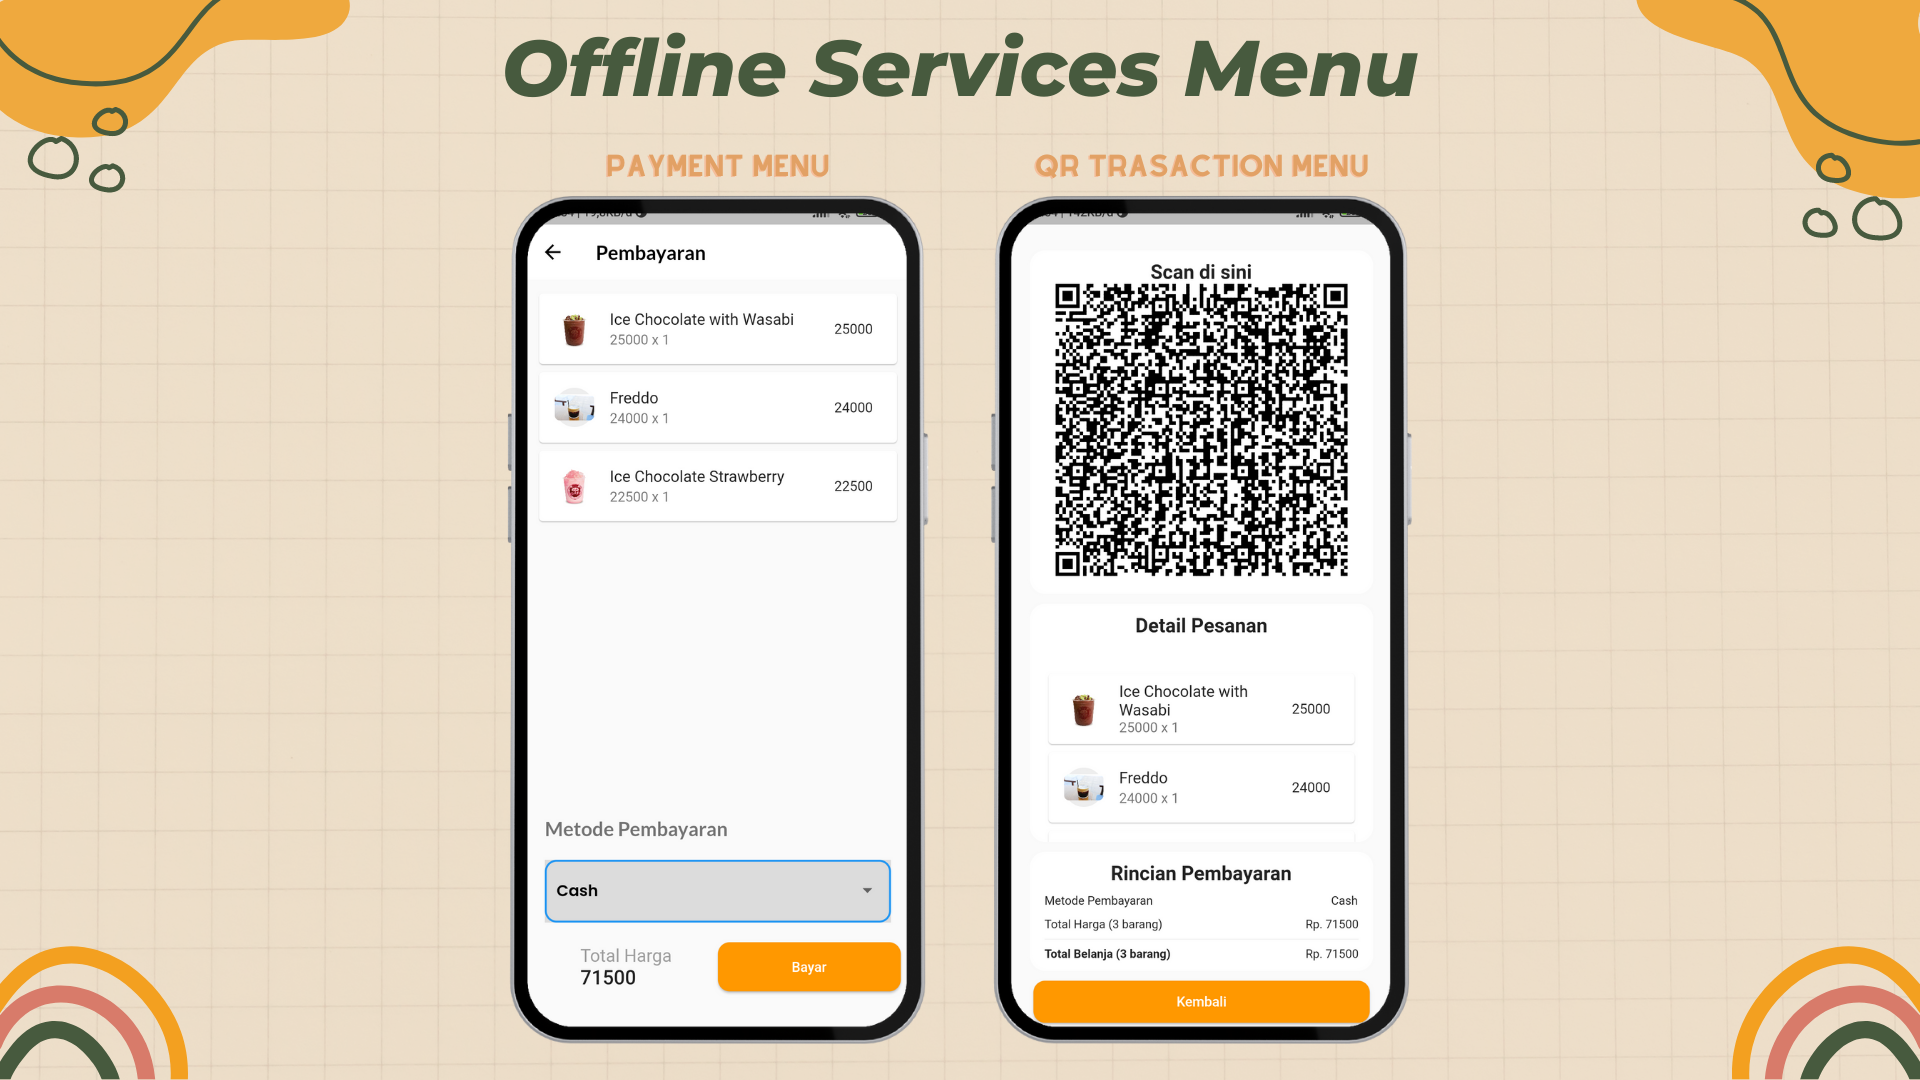 Offline Services Menu
PAYMENT MENU
Pembayaran
Ice Chocolate with Wasabi
25000 x 1
25000
Freddo
24000 x 1
24000
Ice Chocolate Strawberry
22500 x 1
22500
Metode Pembayaran
Cash
Total Harga
71500
Bayar
QR TRASACTION MENU
Scan di sini
Detail Pesanan
Ice Chocolate with
Wasabi
25000 x 1
25000
Freddo
24000 x 1
24000
Rincian Pembayaran
Metode Pembayaran Cash
Total Harga (3 barang) Rp. 71500
Total Belanja (3 barang) Rp. 71500
Kembali